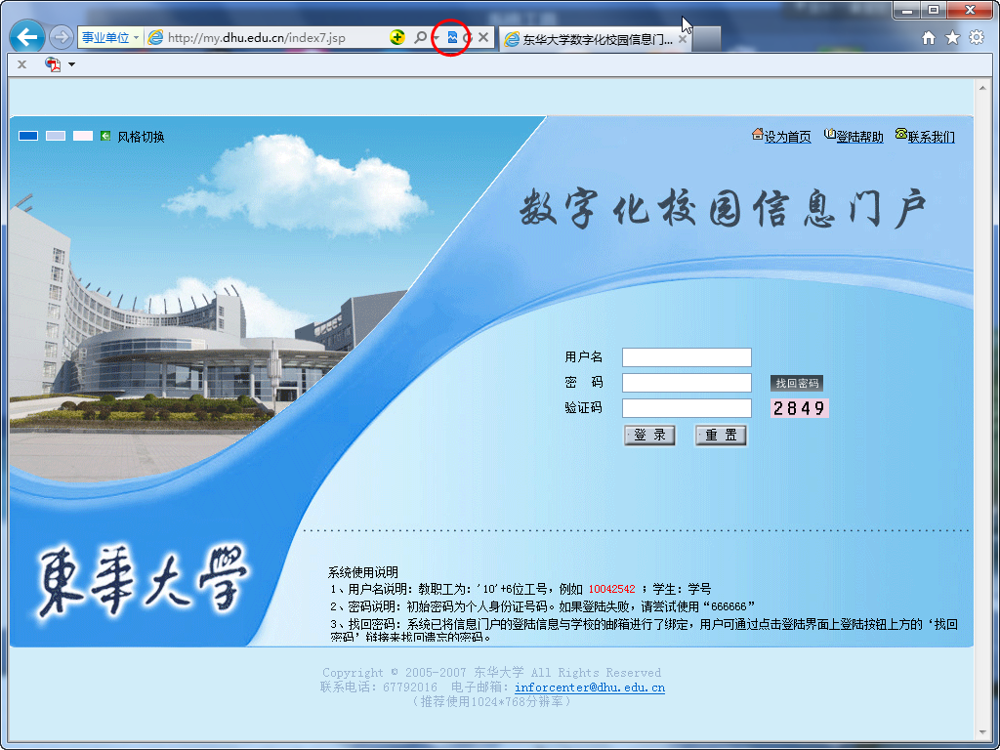 事业单位
http://my.dhu.edu.cn/index7.jsp
东华大学数字化校园信息门...
风格切换
设为首页 登陆帮助 联系我们
数字化校园信息门户
用户名
密 码 找回密码
验证码 2849
登 录 重 置
東華大學
系统使用说明
1、用户名说明：教职工为：'10'+6位工号，例如 10042542 ；学生：学号
2、密码说明：初始密码为个人身份证号码。如果登陆失败，请尝试使用“666666”
3、找回密码：系统已将信息门户的登陆信息与学校的邮箱进行了绑定，用户可通过点击登陆界面上登陆按钮上方的‘找回
密码’链接来找回遗忘的密码。
Copyright © 2005-2007 东华大学 All Rights Reserved
联系电话：67792016 电子邮箱：inforcenter@dhu.edu.cn
（推荐使用1024*768分辨率）